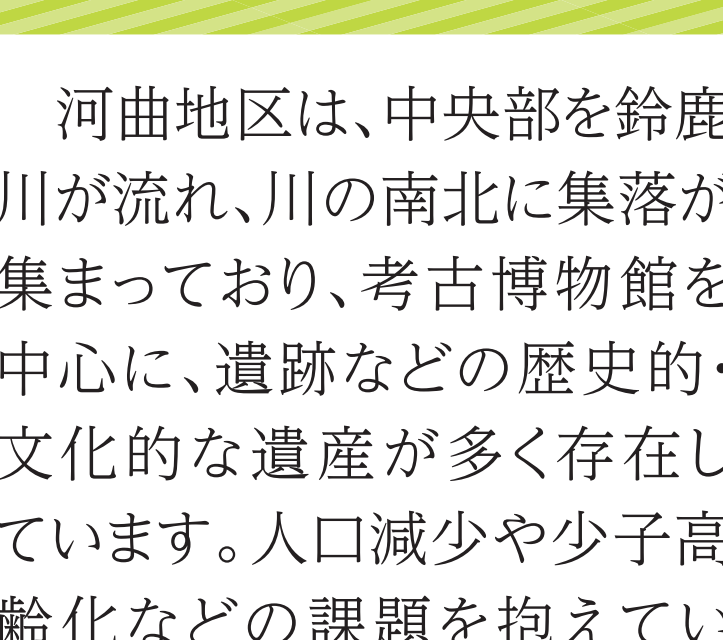 河曲地区は、中央部を鈴鹿
川が流れ、川の南北に集落が
集まっており、考古博物館を
中心に、遺跡などの歴史的・
文化的な遺産が多く存在し
ています。人口減少や少子高
齢化などの課題を抱えてい